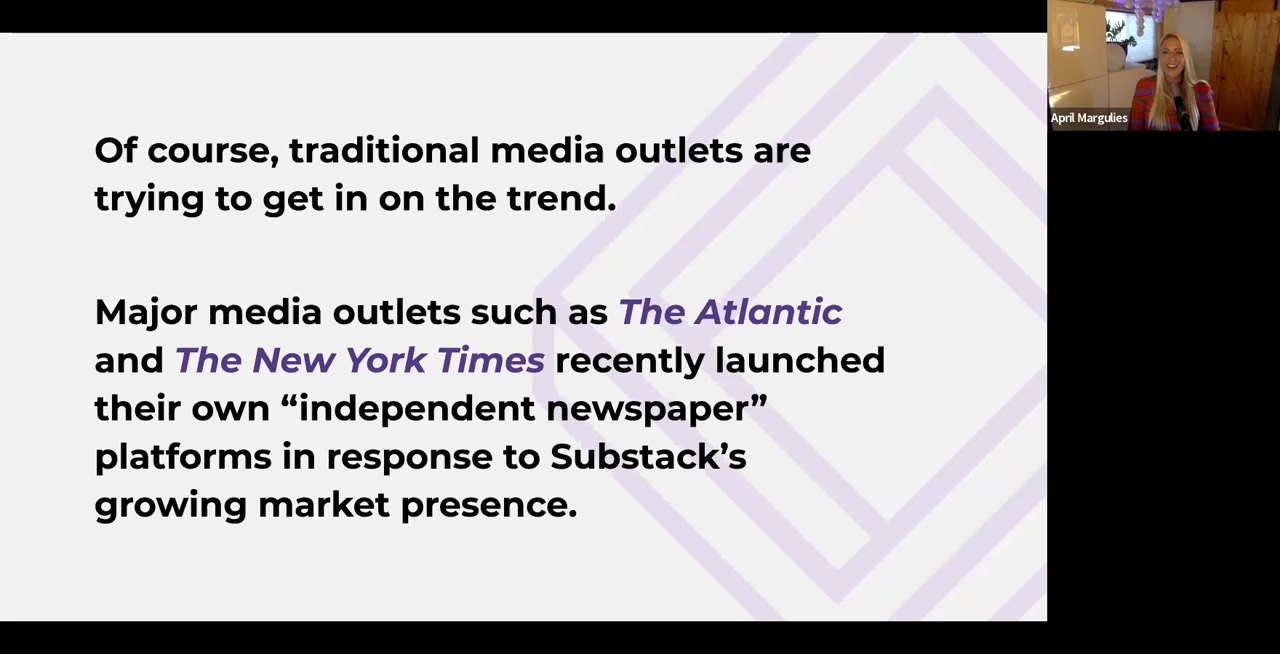 Of course, traditional media outlets are
trying to get in on the trend.
Major media outlets such as The Atlantic
and The New York Times recently launched
their own “independent newspaper”
platforms in response to Substack’s
growing market presence.
April Margulies